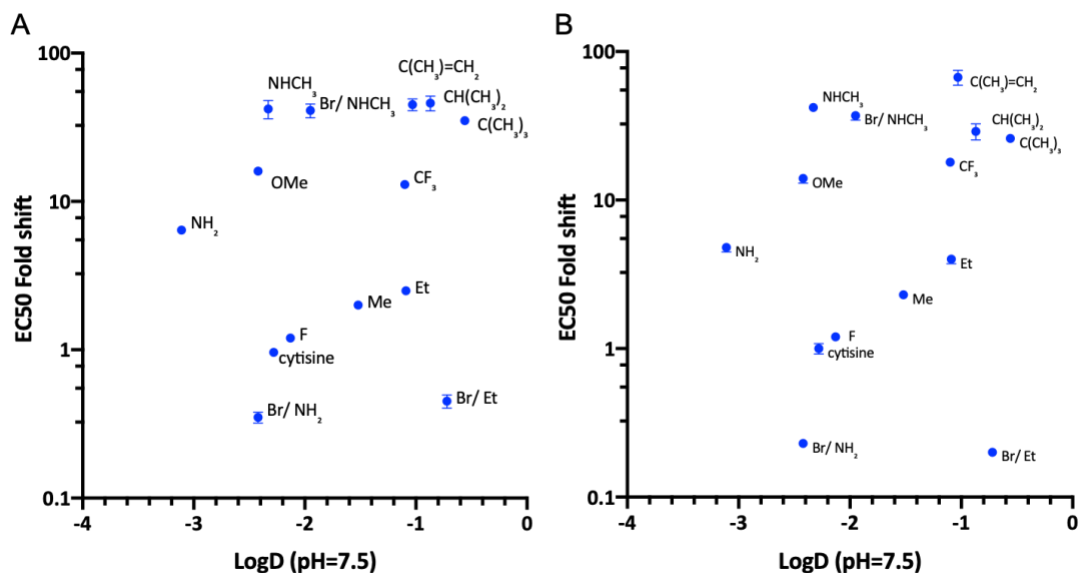 A
EC50 Fold shift
100
10
1
0.1
C(CH₃)=CH₂
NHCH₃
Br/ NHCH₃
CH(CH₃)₂
C(CH₃)₃
OMe
CF₃
NH₂
Me
Et
F
cytisine
Br/ NH₂
Br/ Et
-4
-3
-2
-1
0
LogD (pH=7.5)
B
EC50 Fold shift
100
10
1
0.1
C(CH₃)=CH₂
NHCH₃
Br/ NHCH₃
CH(CH₃)₂
C(CH₃)₃
CF₃
OMe
NH₂
Et
Me
F
cytisine
Br/ NH₂
Br/ Et
-4
-3
-2
-1
0
LogD (pH=7.5)